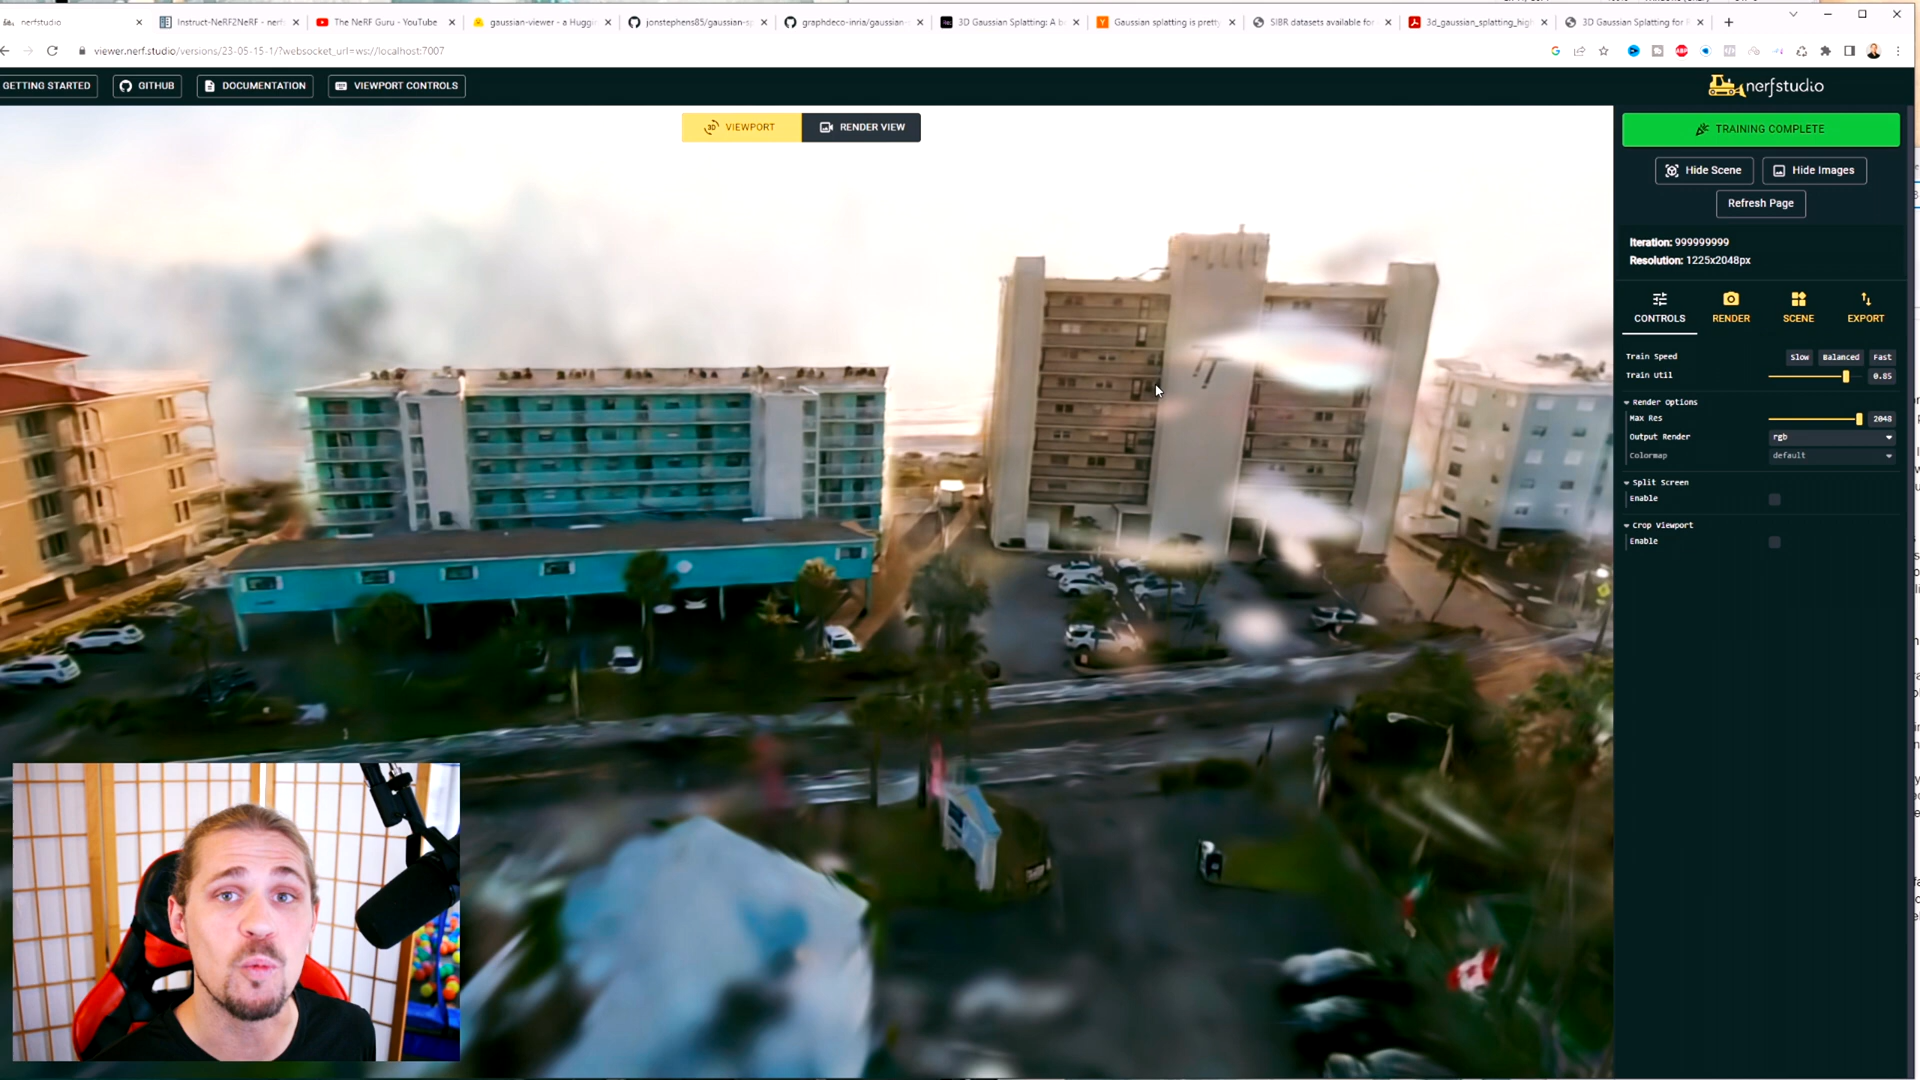 nerfstudio
Instruct-NeRF2NeRF - nerf
The NeRF Guru - YouTube
gaussian-viewer - a Huggi
jonstephens85/gaussian-s
graphdeco-inria/gaussian-
3D Gaussian Splatting: A b
Gaussian splatting is pretty
SIBR datasets available for
3d_gaussian_splatting_high
3D Gaussian Splatting for
viewer.nerf.studio/versions/23-05-15-1/?websocket_url=ws://localhost:7007
GETTING STARTED
GITHUB
DOCUMENTATION
VIEWPORT CONTROLS
nerfstudio
VIEWPORT
RENDER VIEW
TRAINING COMPLETE
Hide Scene
Hide Images
Refresh Page
Iteration: 999999999
Resolution: 1225x2048px
CONTROLS
RENDER
SCENE
EXPORT
Train Speed
Slow
Balanced
Fast
Train Util
0.85
Render Options
Max Res
2048
Output Render
rgb
Colormap
default
Split Screen
Enable
Crop Viewport
Enable